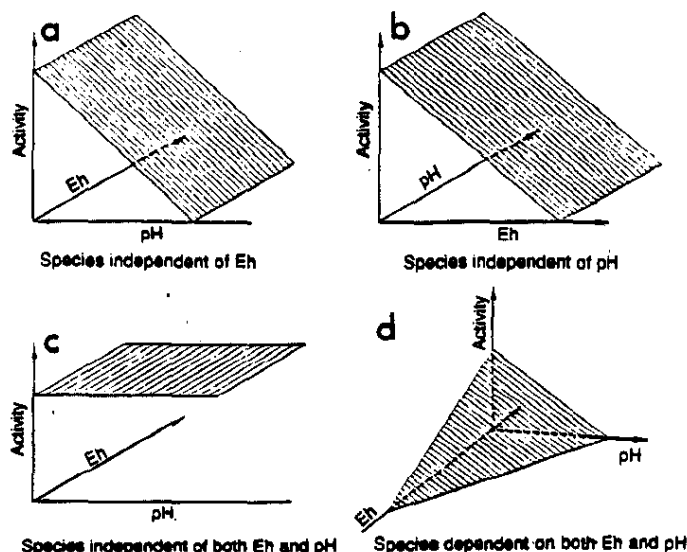 a
Activity
Eh
pH
Species independent of Eh
b
Activity
pH
Eh
Species independent of pH
c
Activity
Eh
pH
Species independent of both Eh and pH
d
Activity
pH
Eh
Species dependent on both Eh and pH